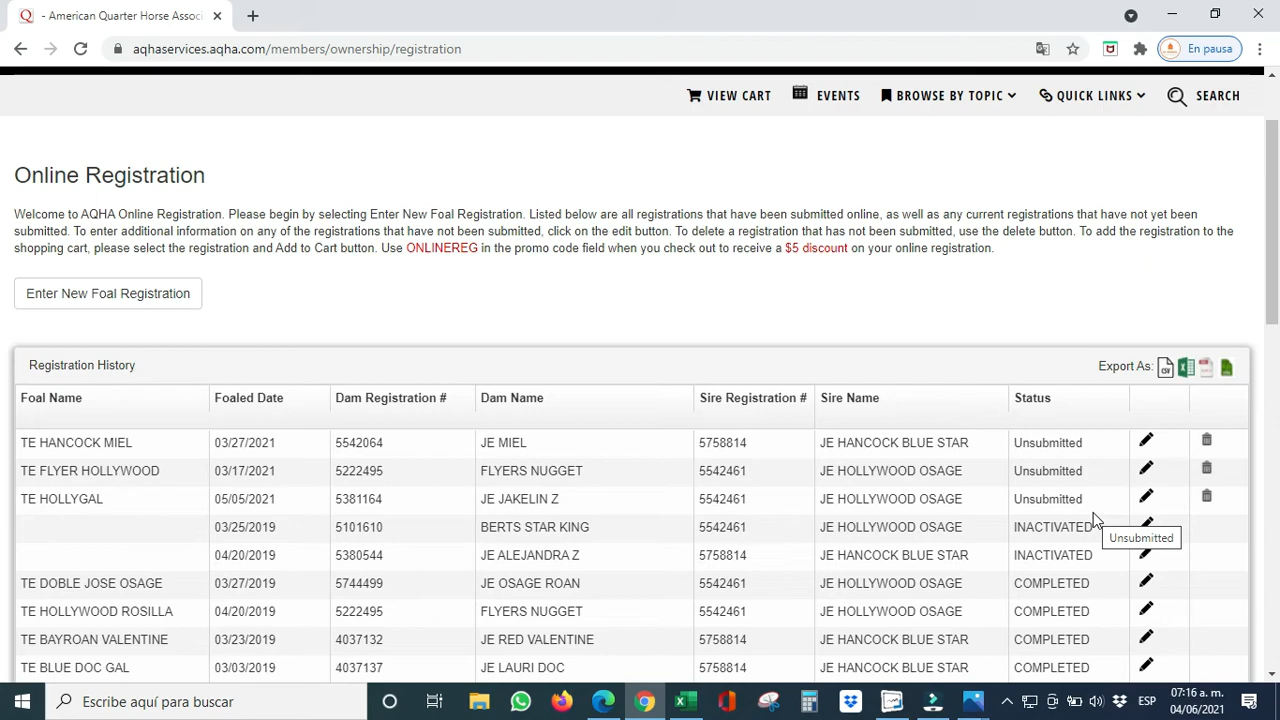 - American Quarter Horse Associ
aqhaservices.aqha.com/members/ownership/registration
En pausa
VIEW CART
EVENTS
BROWSE BY TOPIC
QUICK LINKS
SEARCH
Online Registration
Welcome to AQHA Online Registration. Please begin by selecting Enter New Foal Registration. Listed below are all registrations that have been submitted online, as well as any current registrations that have not yet been
submitted. To enter additional information on any of the registrations that have not been submitted, click on the edit button. To delete a registration that has not been submitted, use the delete button. To add the registration to the
shopping cart, please select the registration and Add to Cart button. Use ONLINEREG in the promo code field when you check out to receive a $5 discount on your online registration.
Enter New Foal Registration
Registration History
Export As:
Foal Name Foaled Date Dam Registration # Dam Name Sire Registration # Sire Name Status
TE HANCOCK MIEL 03/27/2021 5542064 JE MIEL 5758814 JE HANCOCK BLUE STAR Unsubmitted
TE FLYER HOLLYWOOD 03/17/2021 5222495 FLYERS NUGGET 5542461 JE HOLLYWOOD OSAGE Unsubmitted
TE HOLLYGAL 05/05/2021 5381164 JE JAKELIN Z 5542461 JE HOLLYWOOD OSAGE Unsubmitted
03/25/2019 5101610 BERTS STAR KING 5542461 JE HOLLYWOOD OSAGE INACTIVATED
Unsubmitted
04/20/2019 5380544 JE ALEJANDRA Z 5758814 JE HANCOCK BLUE STAR INACTIVATED
TE DOBLE JOSE OSAGE 03/27/2019 5744499 JE OSAGE ROAN 5542461 JE HOLLYWOOD OSAGE COMPLETED
TE HOLLYWOOD ROSILLA 04/20/2019 5222495 FLYERS NUGGET 5542461 JE HOLLYWOOD OSAGE COMPLETED
TE BAYROAN VALENTINE 03/23/2019 4037132 JE RED VALENTINE 5758814 JE HANCOCK BLUE STAR COMPLETED
TE BLUE DOC GAL 03/03/2019 4037137 JE LAURI DOC 5758814 JE HANCOCK BLUE STAR COMPLETED
Escribe aquí para buscar
ESP
07:16 a. m.
04/06/2021